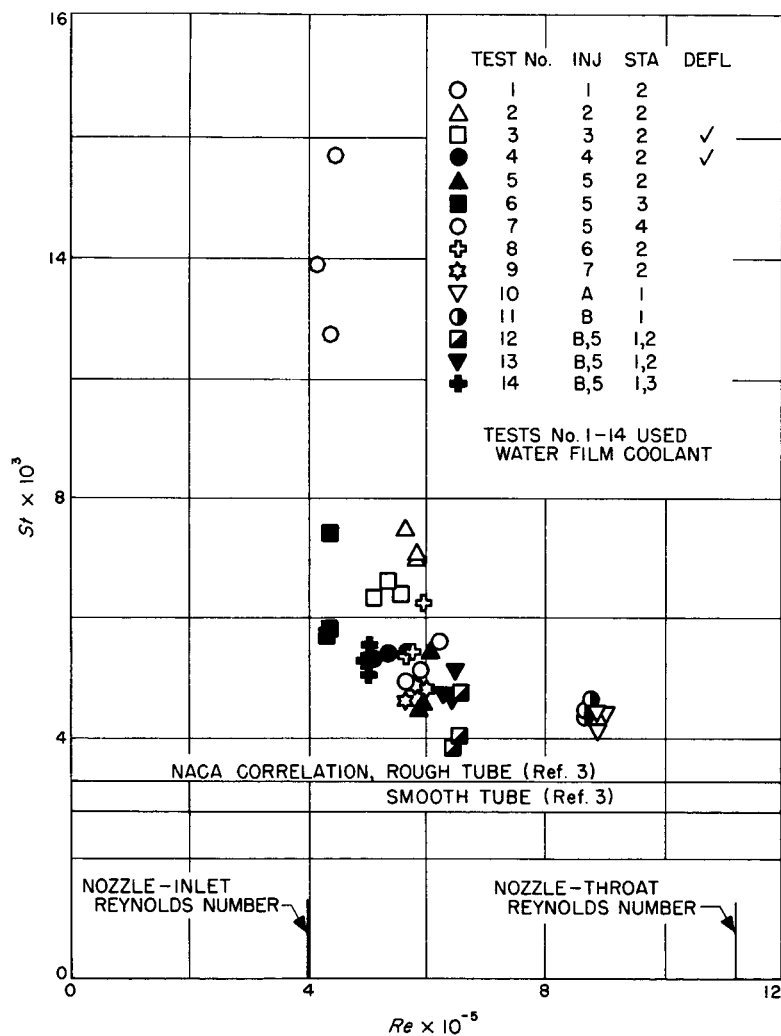 16
14
8
4
0
St × 10³
TEST No. INJ STA DEFL
1 1 2
2 2 2
3 3 2 ✓
4 4 2 ✓
5 5 2
6 5 3
7 5 4
8 6 2
9 7 2
10 A 1
11 B 1
12 B,5 1,2
13 B,5 1,2
14 B,5 1,3
TESTS No. 1–14 USED
WATER FILM COOLANT
NACA CORRELATION, ROUGH TUBE (Ref. 3)
SMOOTH TUBE (Ref. 3)
NOZZLE–INLET
REYNOLDS NUMBER
NOZZLE–THROAT
REYNOLDS NUMBER
0 4 6 8 12
Re × 10⁻⁵